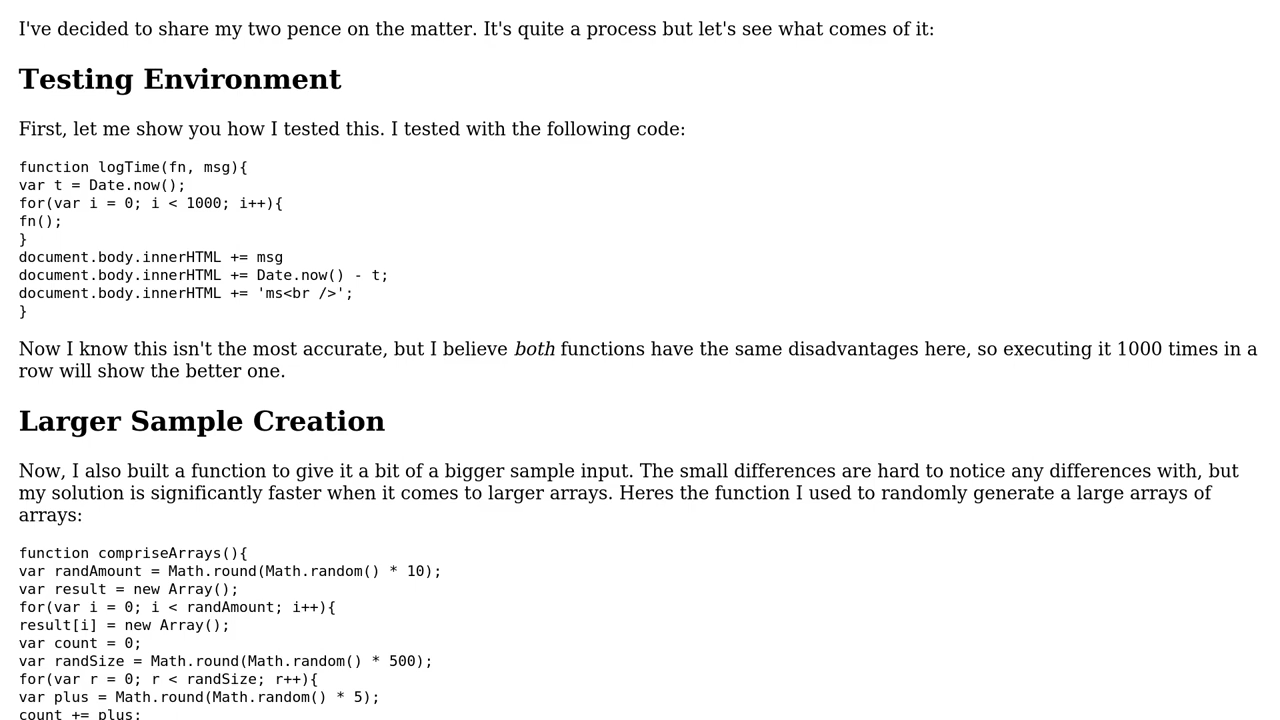 I've decided to share my two pence on the matter. It's quite a process but let's see what comes of it:
Testing Environment
First, let me show you how I tested this. I tested with the following code:
function logTime(fn, msg){
var t = Date.now();
for(var i = 0; i < 1000; i++){
fn();
}
document.body.innerHTML += msg
document.body.innerHTML += Date.now() - t;
document.body.innerHTML += 'ms<br />';
}
Now I know this isn't the most accurate, but I believe both functions have the same disadvantages here, so executing it 1000 times in a
row will show the better one.
Larger Sample Creation
Now, I also built a function to give it a bit of a bigger sample input. The small differences are hard to notice any differences with, but
my solution is significantly faster when it comes to larger arrays. Heres the function I used to randomly generate a large arrays of
arrays:
function compriseArrays(){
var randAmount = Math.round(Math.random() * 10);
var result = new Array();
for(var i = 0; i < randAmount; i++){
result[i] = new Array();
var count = 0;
var randSize = Math.round(Math.random() * 500);
for(var r = 0; r < randSize; r++){
var plus = Math.round(Math.random() * 5);
count += plus;